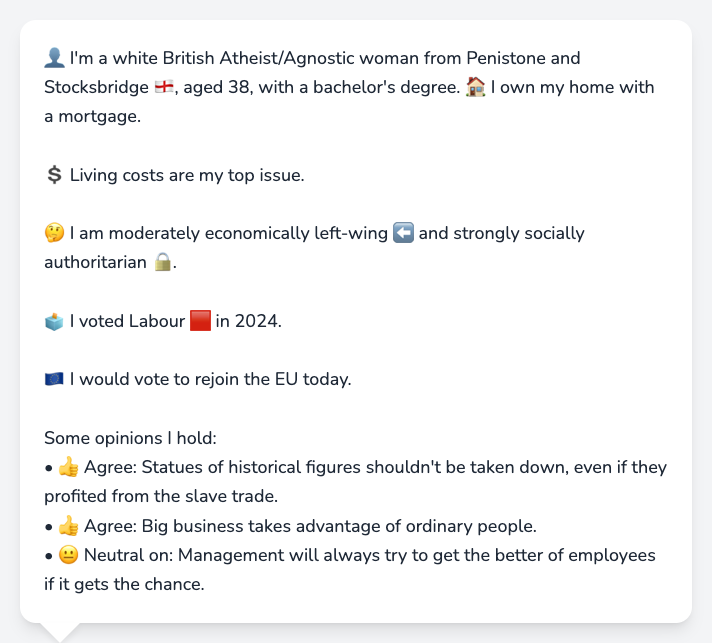 👤 I'm a white British Atheist/Agnostic woman from Penistone and
Stocksbridge 🏴󠁧󠁢󠁥󠁮󠁧󠁿, aged 38, with a bachelor's degree. 🏠 I own my home with
a mortgage.
💲 Living costs are my top issue.
🤔 I am moderately economically left-wing ⬅️ and strongly socially
authoritarian 🔒.
🗳️ I voted Labour 🟥 in 2024.
🇪🇺 I would vote to rejoin the EU today.
Some opinions I hold:
• 👍 Agree: Statues of historical figures shouldn't be taken down, even if they
profited from the slave trade.
• 👍 Agree: Big business takes advantage of ordinary people.
• 😐 Neutral on: Management will always try to get the better of employees
if it gets the chance.